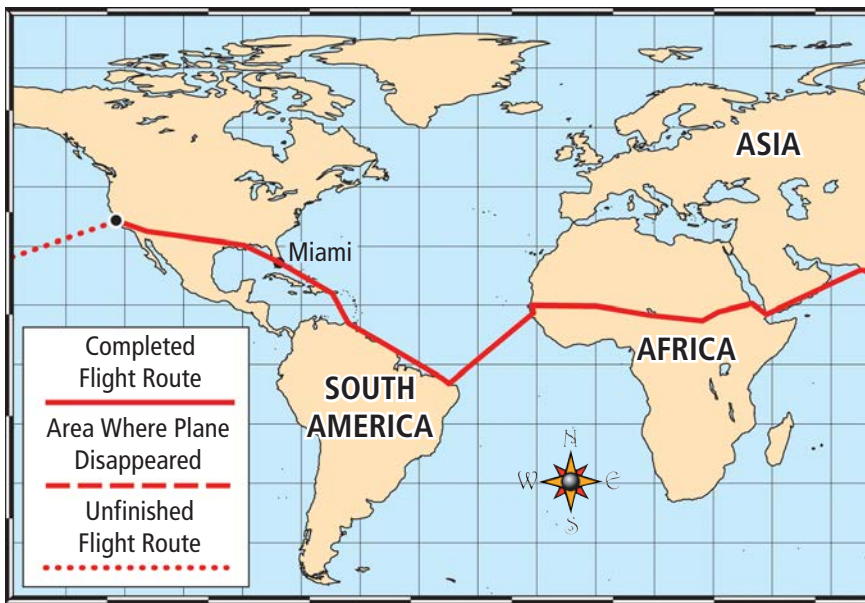 ASIA
Miami
AFRICA
SOUTH
AMERICA
Completed
Flight Route
Area Where Plane
Disappeared
Unfinished
Flight Route
N
W E
S